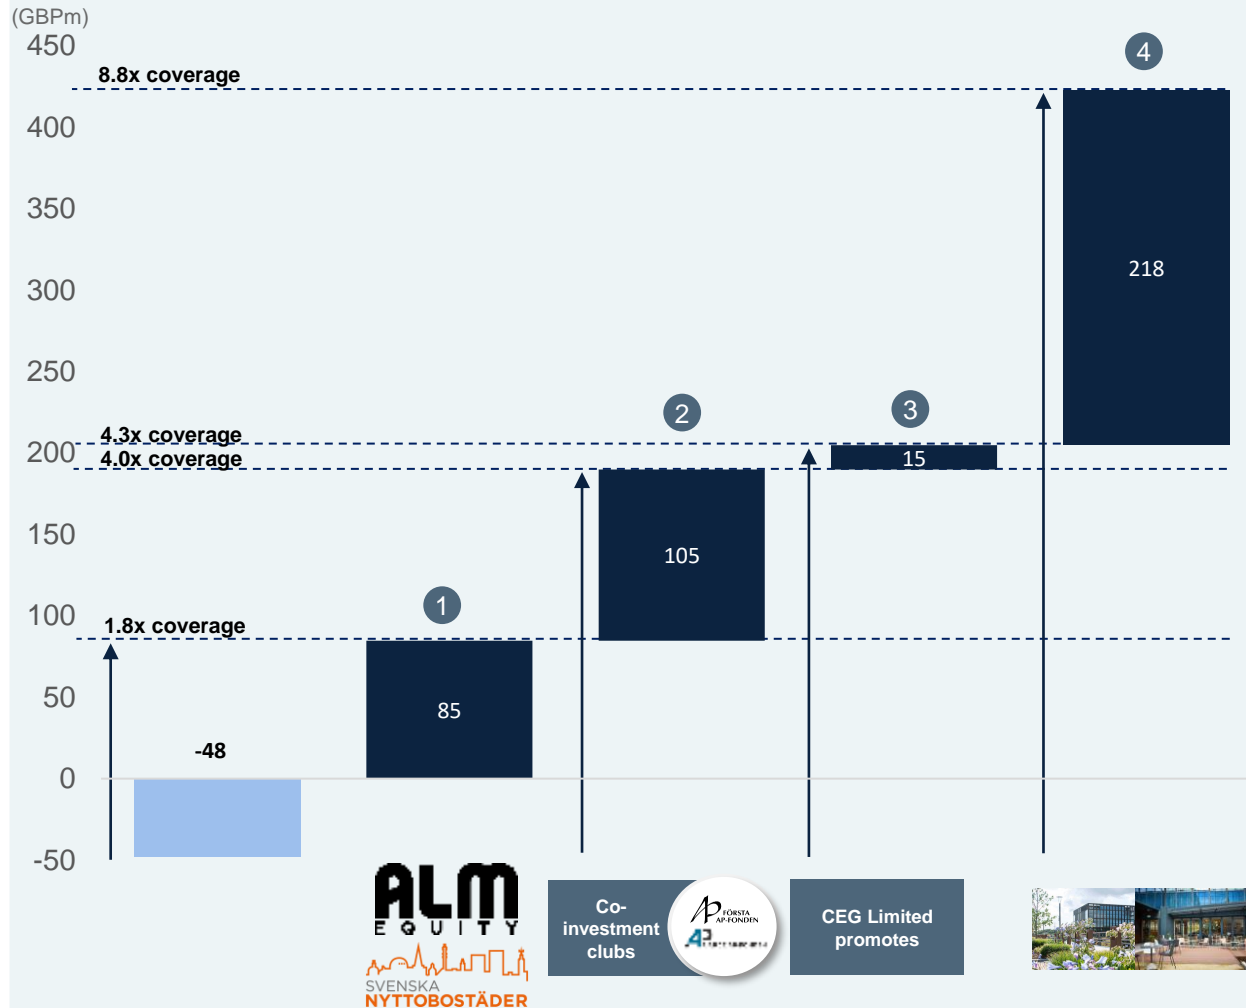 (GBPm)
450
4
8.8x coverage
400
350
300
218
250
2
3
4.3x coverage
200
4.0x coverage
15
150
105
1
100
1.8x coverage
50
85
-48
0
-50
ALM
EQUITY
SVENSKA
NYTTOBOSTÄDER
Co-
investment
clubs
AP FÖRSTA
AP-FONDEN
AP
CEG Limited
promotes